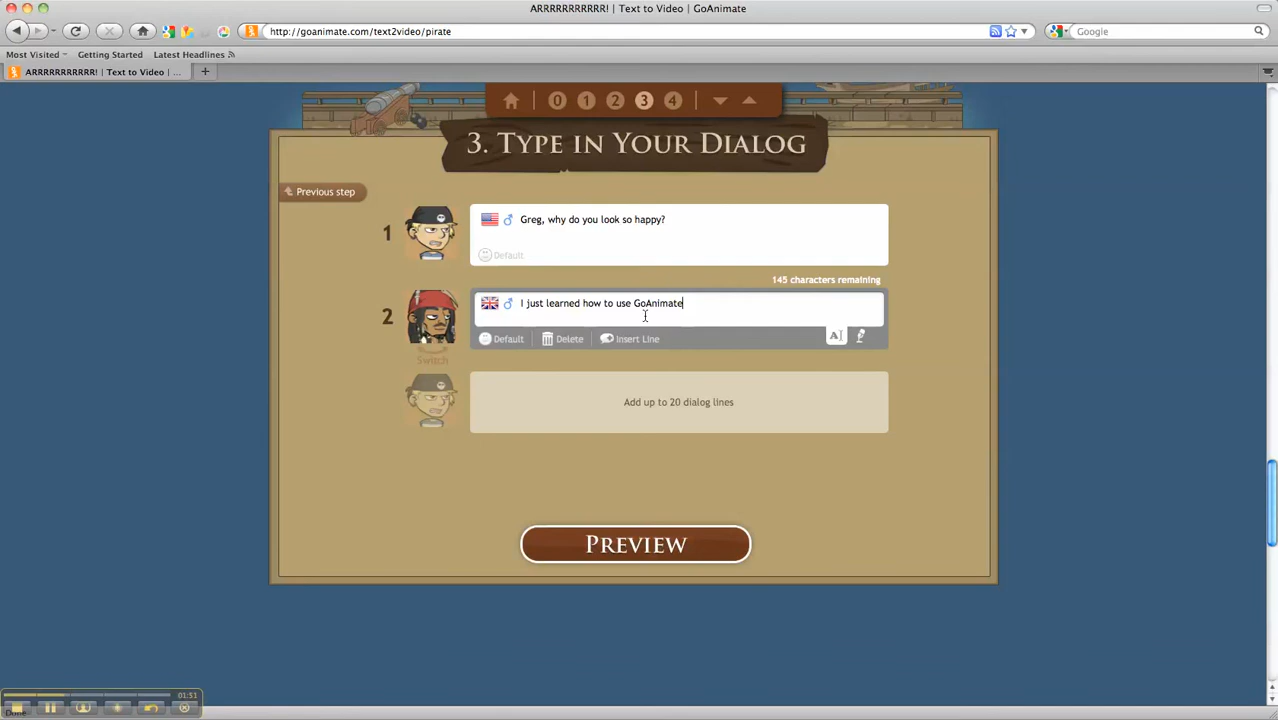 ARRRRRRRRRR! | Text to Video | GoAnimate
http://goanimate.com/text2video/pirate
Google
Most Visited
Getting Started
Latest Headlines
ARRRRRRRRRRR! | Text to Video | ...
0 1 2 3 4
3. Type in Your Dialog
Previous step
1
Greg, why do you look so happy?
Default
145 characters remaining
2
I just learned how to use GoAnimate
Default
Delete
Insert Line
A
Switch
Add up to 20 dialog lines
Preview
01:51
Done